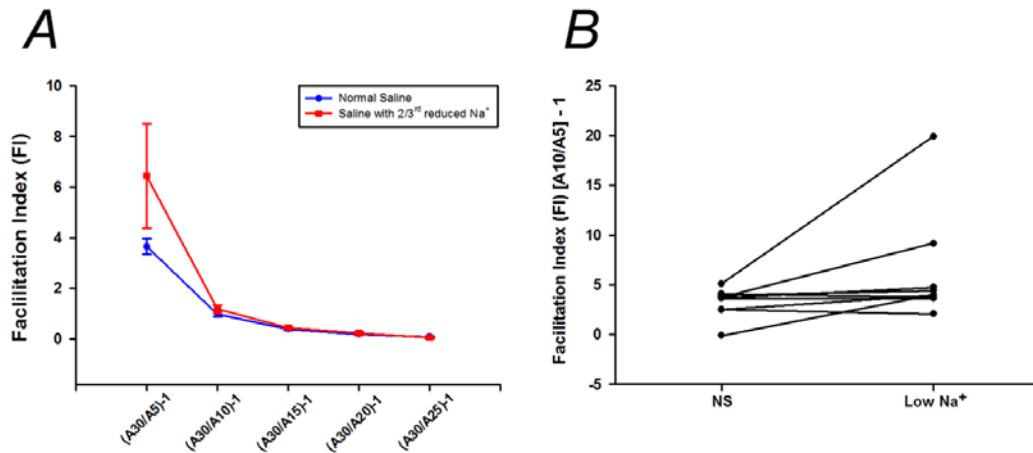 A
Faclilitation Index (FI)
10
8
6
4
2
0
Normal Saline
Saline with 2/3rd reduced Na+
(A30/A5)-1
(A30/A10)-1
(A30/A15)-1
(A30/A20)-1
(A30/A25)-1
B
Facilitation Index (FI) [A10/A5] - 1
25
20
15
10
5
0
-5
NS
Low Na+